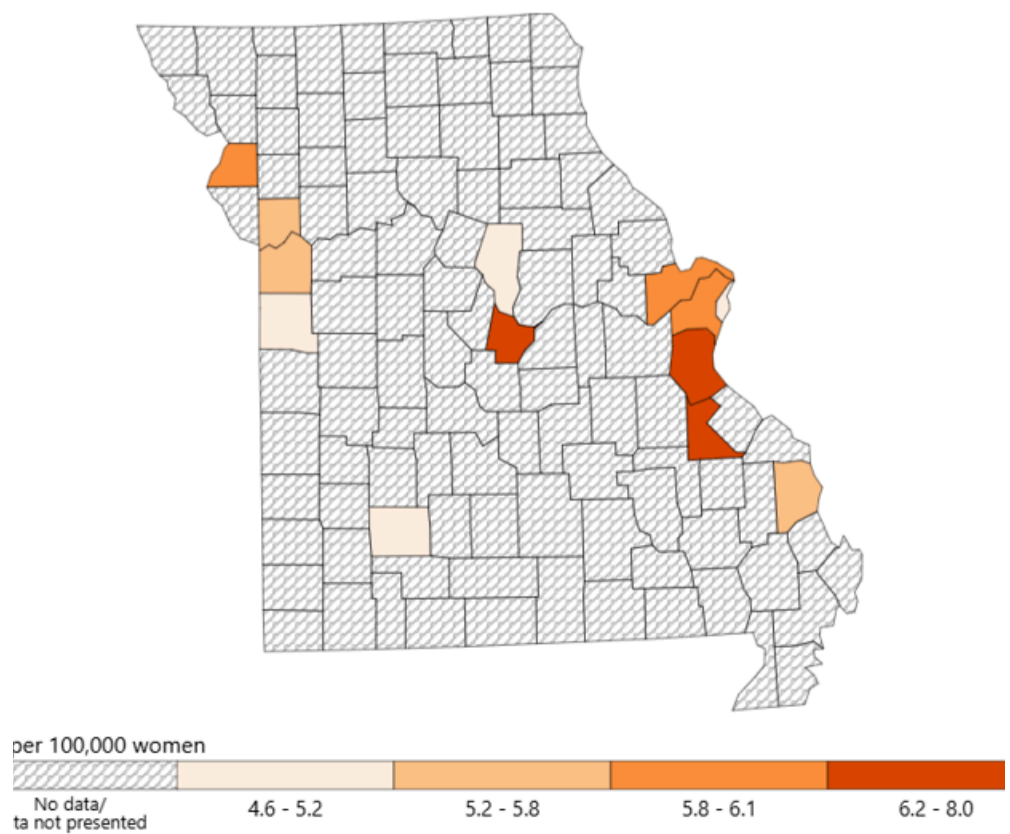 per 100,000 women
No data/
ta not presented
4.6 - 5.2
5.2 - 5.8
5.8 - 6.1
6.2 - 8.0